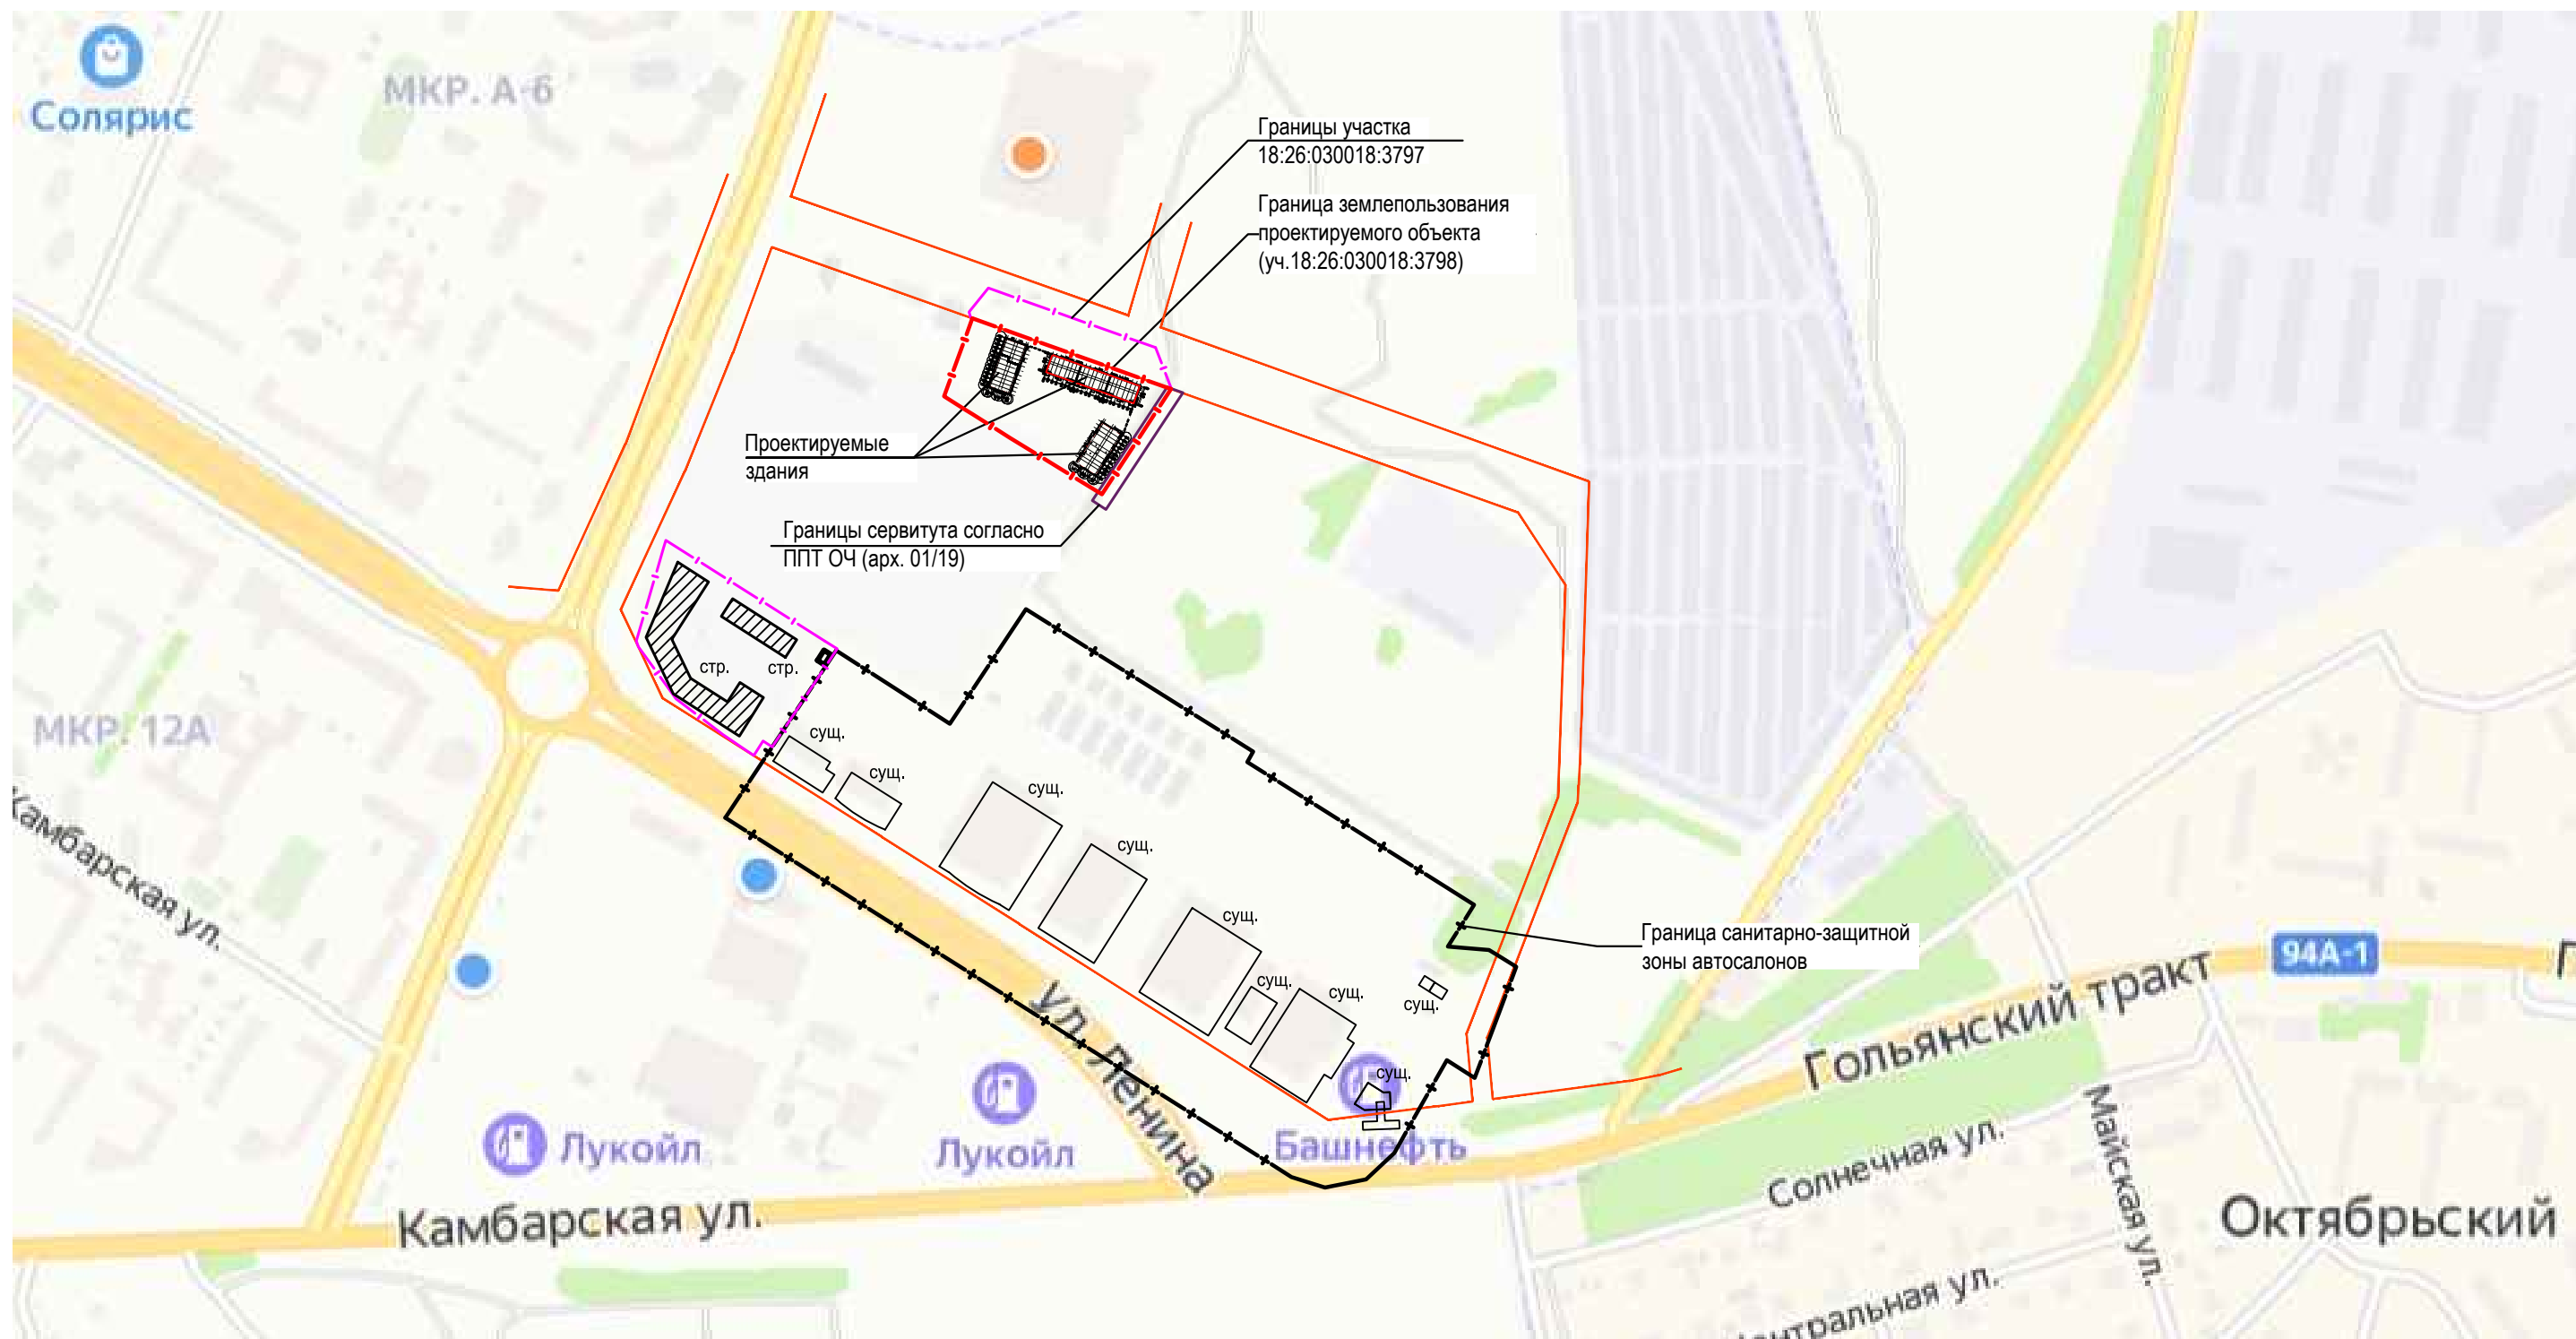 МКР. А-6
Солярис
Границы участка
18:26:030018:3797
Граница землепользования
проектируемого объекта
(уч.18:26:030018:3798)
Проектируемые
здания
Границы сервитута согласно
ППТ ОЧ (арх. 01/19)
стр.
стр.
МКР. 12А
сущ.
сущ.
сущ.
сущ.
сущ.
сущ.
сущ.
сущ.
сущ.
Камбарская ул.
Граница санитарно-защитной
зоны автосалонов
94А-1
Гольянский тракт
ул. Ленина
Лукойл
Лукойл
Башнефть
Камбарская ул.
Солнечная ул.
Майская ул.
Октябрьский